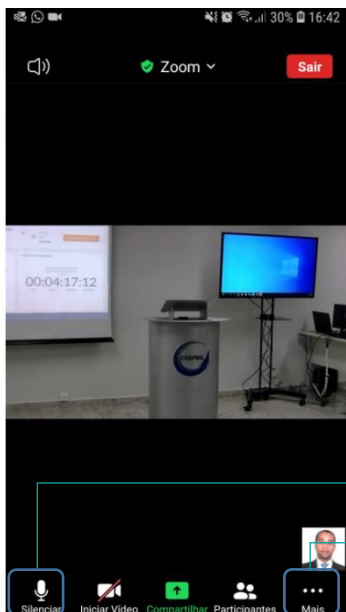 30% 16:42
Zoom
Sair
00:04:17:12
Silenciar Iniciar Vídeo Compartilhar Participantes Mais